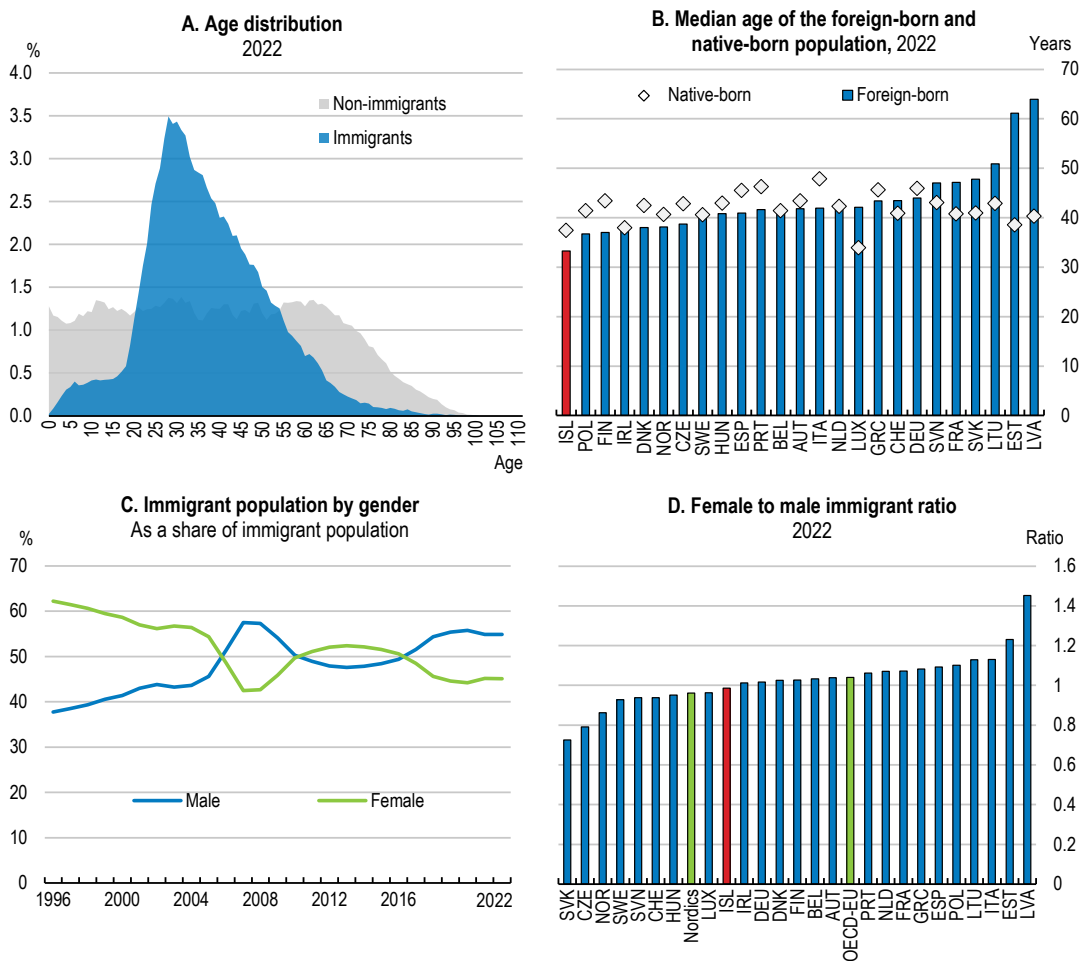 A. Age distribution
2022
%
4.0
3.5
3.0
2.5
2.0
1.5
1.0
0.5
0.0
Non-immigrants
Immigrants
0 5 10 15 20 25 30 35 40 45 50 55 60 65 70 75 80 85 90 95 100 105 110
Age
B. Median age of the foreign-born and
native-born population, 2022
Years
70
60
50
40
30
20
10
0
Native-born Foreign-born
ISL POL FIN IRL DNK NOR CZE SWE HUN ESP PRT BEL AUT ITA NLD LUX GRC CHE DEU SVN FRA SVK LTU EST LVA
C. Immigrant population by gender
As a share of immigrant population
%
70
60
50
40
30
20
10
0
Male Female
1996 2000 2004 2008 2012 2016 2022
D. Female to male immigrant ratio
2022
Ratio
1.6
1.4
1.2
1
0.8
0.6
0.4
0.2
0
SVK CZE NOR SWE SVN CHE HUN Nordics LUX ISL IRL DEU DNK FIN BEL AUT OECD-EU PRT NLD FRA GRC ESP POL LTU ITA EST LVA